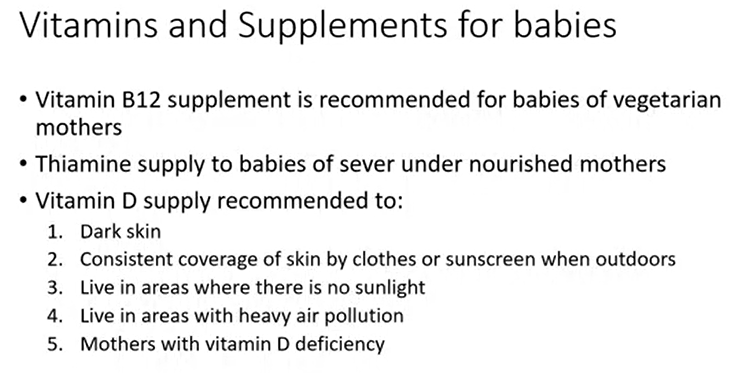 Vitamins and Supplements for babies
• Vitamin B12 supplement is recommended for babies of vegetarian
mothers
• Thiamine supply to babies of sever under nourished mothers
• Vitamin D supply recommended to:
1. Dark skin
2. Consistent coverage of skin by clothes or sunscreen when outdoors
3. Live in areas where there is no sunlight
4. Live in areas with heavy air pollution
5. Mothers with vitamin D deficiency